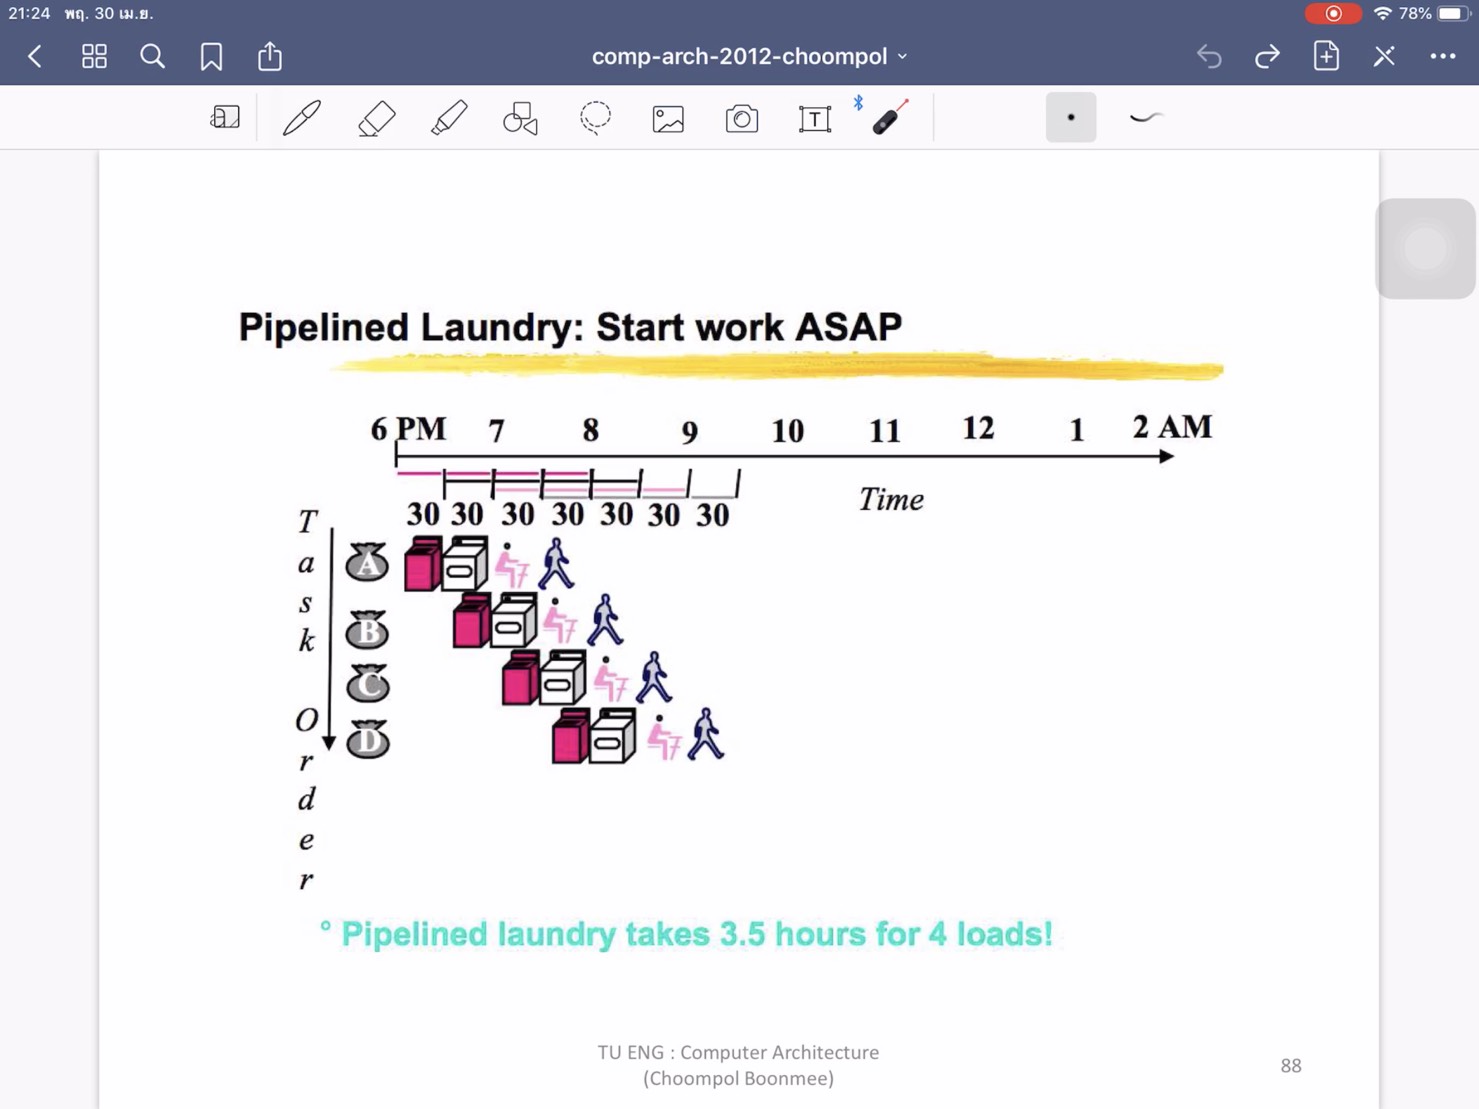 21:24 พฤ. 30 เม.ย.
78%
comp-arch-2012-choompol
Pipelined Laundry: Start work ASAP
6 PM 7 8 9 10 11 12 1 2 AM
Time
30 30 30 30 30 30 30
Task Order
A
B
C
D
° Pipelined laundry takes 3.5 hours for 4 loads!
TU ENG : Computer Architecture
(Choompol Boonmee)
88